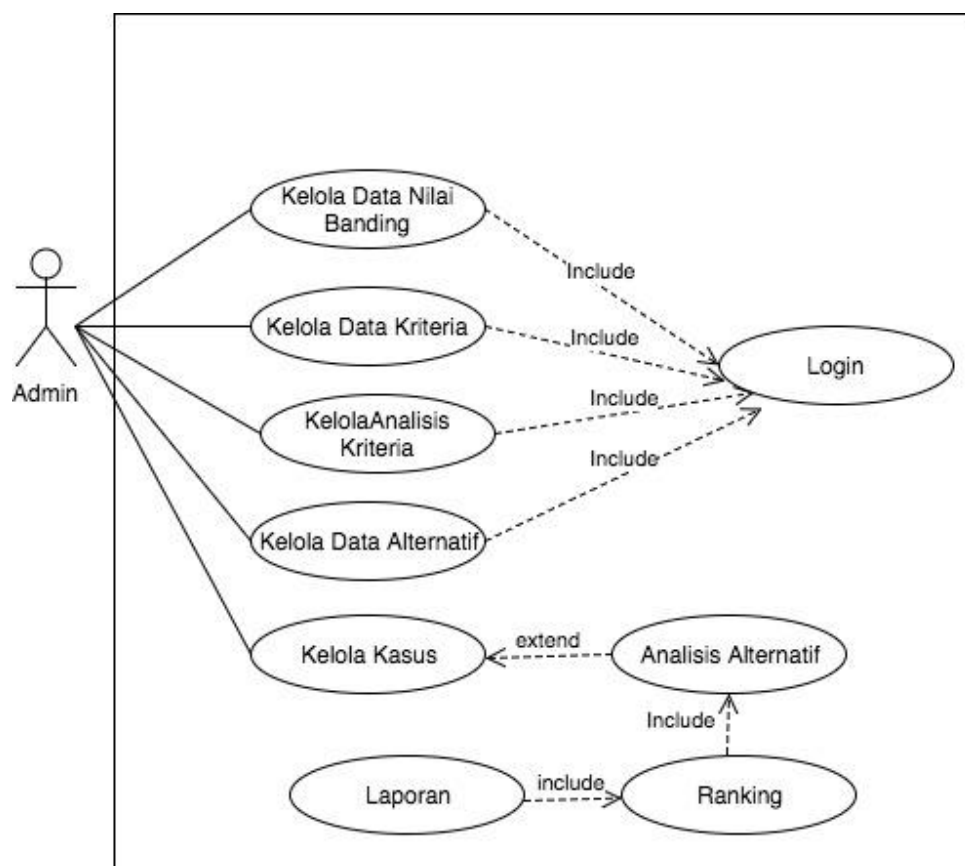 Kelola Data Nilai
Banding
Include
Kelola Data Kriteria
Include
Login
Admin
KelolaAnalisis
Kriteria
Include
Include
Kelola Data Alternatif
Kelola Kasus
extend
Analisis Alternatif
Include
Laporan
include
Ranking